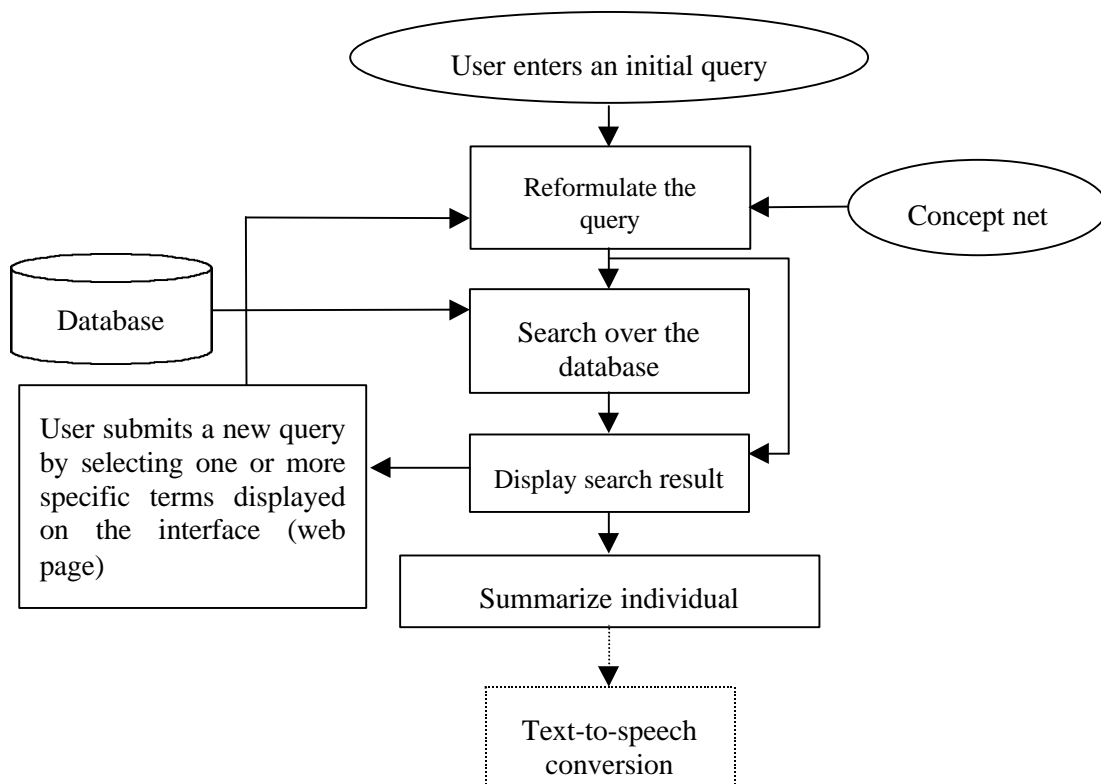 User enters an initial query
Reformulate the
query
Concept net
Database
Search over the
database
User submits a new query
by selecting one or more
specific terms displayed
on the interface (web
page)
Display search result
Summarize individual
Text-to-speech
conversion